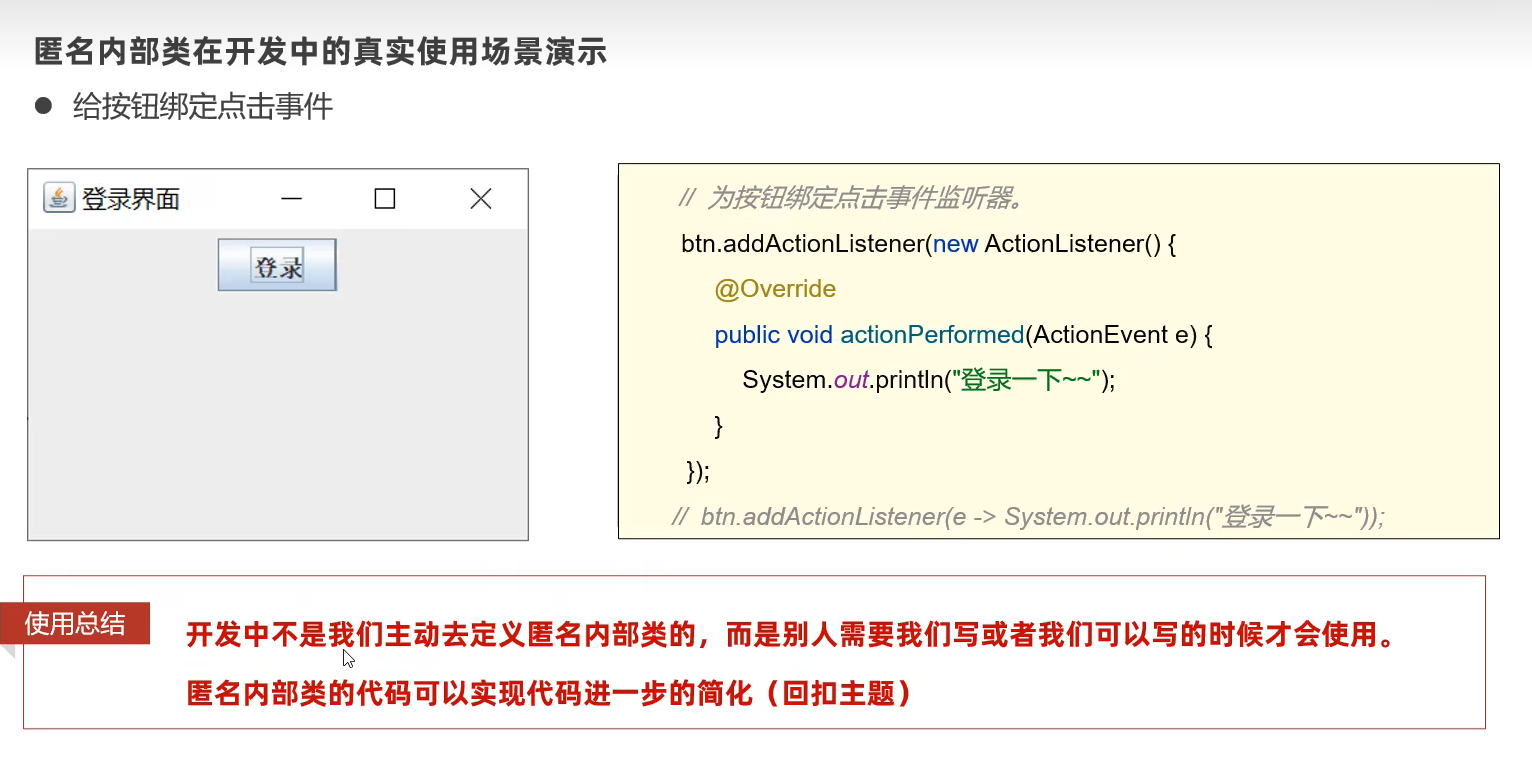 匿名内部类在开发中的真实使用场景演示
● 给按钮绑定点击事件
登录界面
登录
// 为按钮绑定点击事件监听器。
btn.addActionListener(new ActionListener() {
@Override
public void actionPerformed(ActionEvent e) {
System.out.println("登录一下~~");
}
});
// btn.addActionListener(e -> System.out.println("登录一下~~"));
使用总结
开发中不是我们主动去定义匿名内部类的，而是别人需要我们写或者我们可以写的时候才会使用。
匿名内部类的代码可以实现代码进一步的简化（回扣主题）